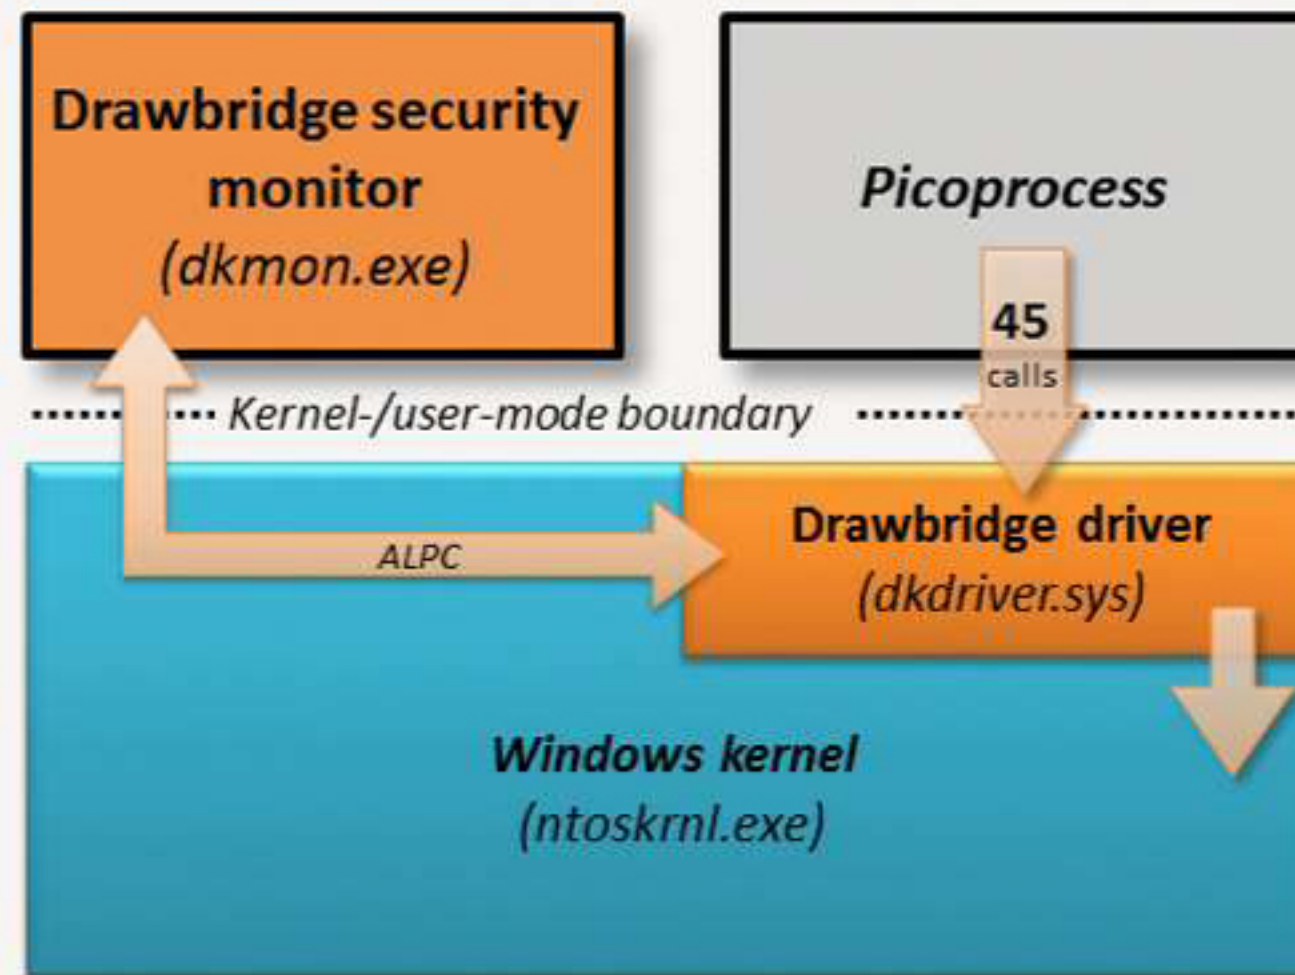 Drawbridge security
monitor
(dkmon.exe)
Picoprocess
45
calls
Kernel-/user-mode boundary
ALPC
Drawbridge driver
(dkdriver.sys)
Windows kernel
(ntoskrnl.exe)